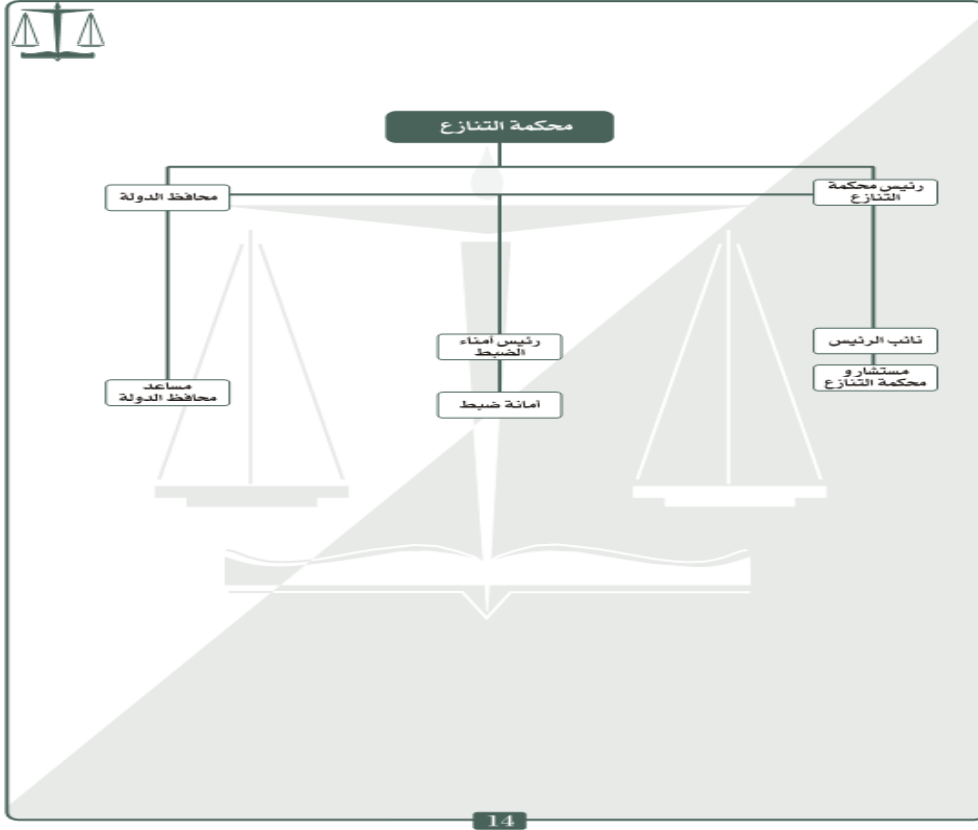 محكمة التنازع
رئيس محكمة
التنازع
محافظ الدولة
نائب الرئيس
مستشارو
محكمة التنازع
رئيس أمناء
الضبط
أمانة ضبط
مساعد
محافظ الدولة
14